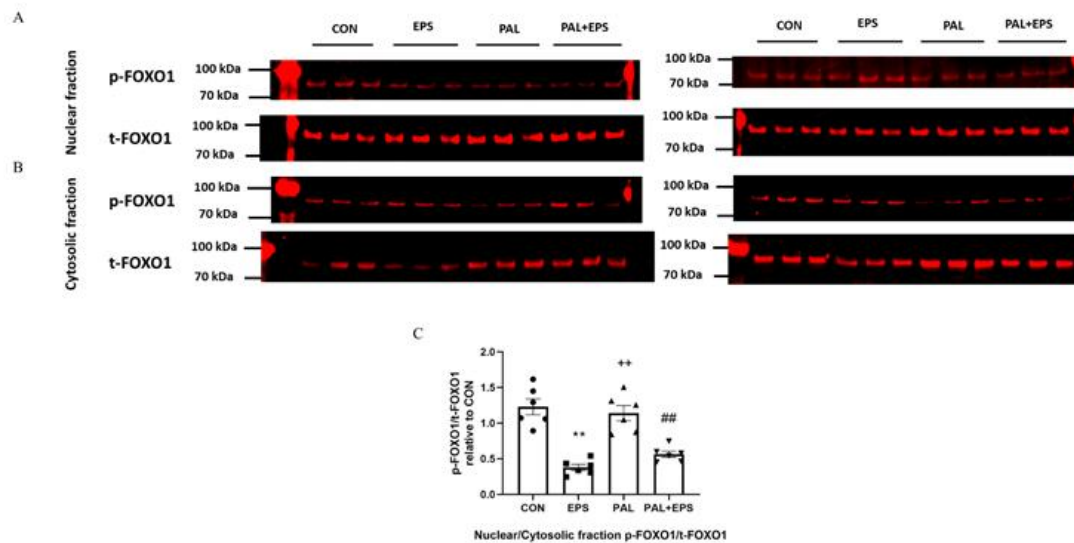 A
CON EPS PAL PAL+EPS
CON EPS PAL PAL+EPS
Nuclear fraction
p-FOXO1
100 kDa
70 kDa
100 kDa
70 kDa
t-FOXO1
100 kDa
70 kDa
100 kDa
70 kDa
B
Cytosolic fraction
p-FOXO1
100 kDa
70 kDa
100 kDa
70 kDa
t-FOXO1
100 kDa
70 kDa
100 kDa
70 kDa
C
p-FOXO1/t-FOXO1
relative to CON
2.0
1.5
1.0
0.5
0.0
**
++
##
CON EPS PAL PAL+EPS
Nuclear/Cytosolic fraction p-FOXO1/t-FOXO1